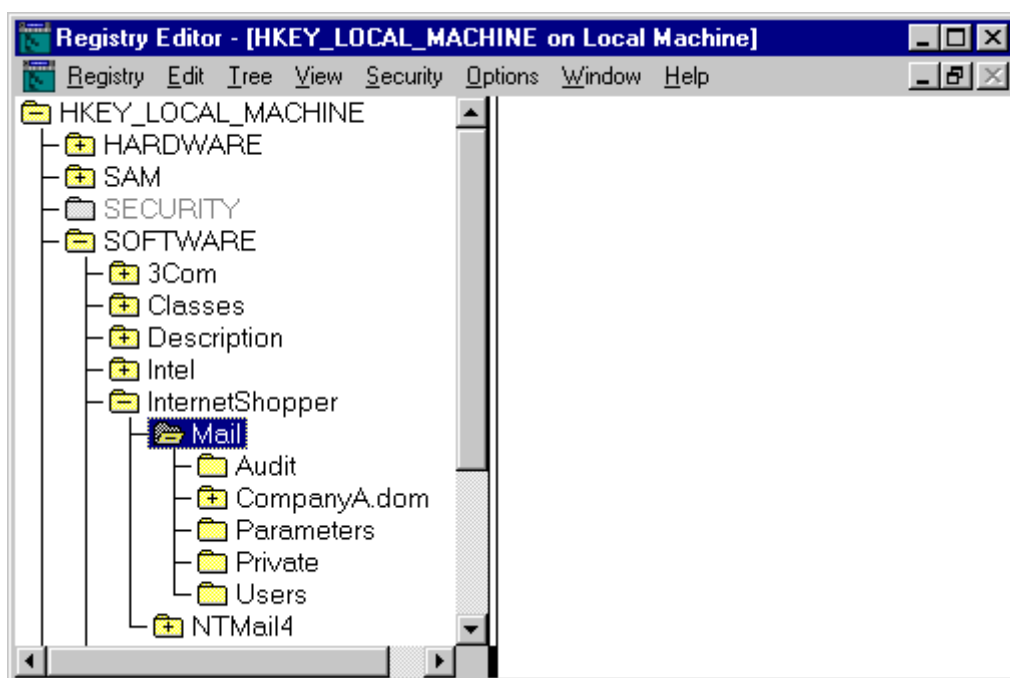 Registry Editor - [HKEY_LOCAL_MACHINE on Local Machine]
Registry Edit Tree View Security Options Window Help
HKEY_LOCAL_MACHINE
HARDWARE
SAM
SECURITY
SOFTWARE
3Com
Classes
Description
Intel
InternetShopper
Mail
Audit
CompanyA.dom
Parameters
Private
Users
NTMail4